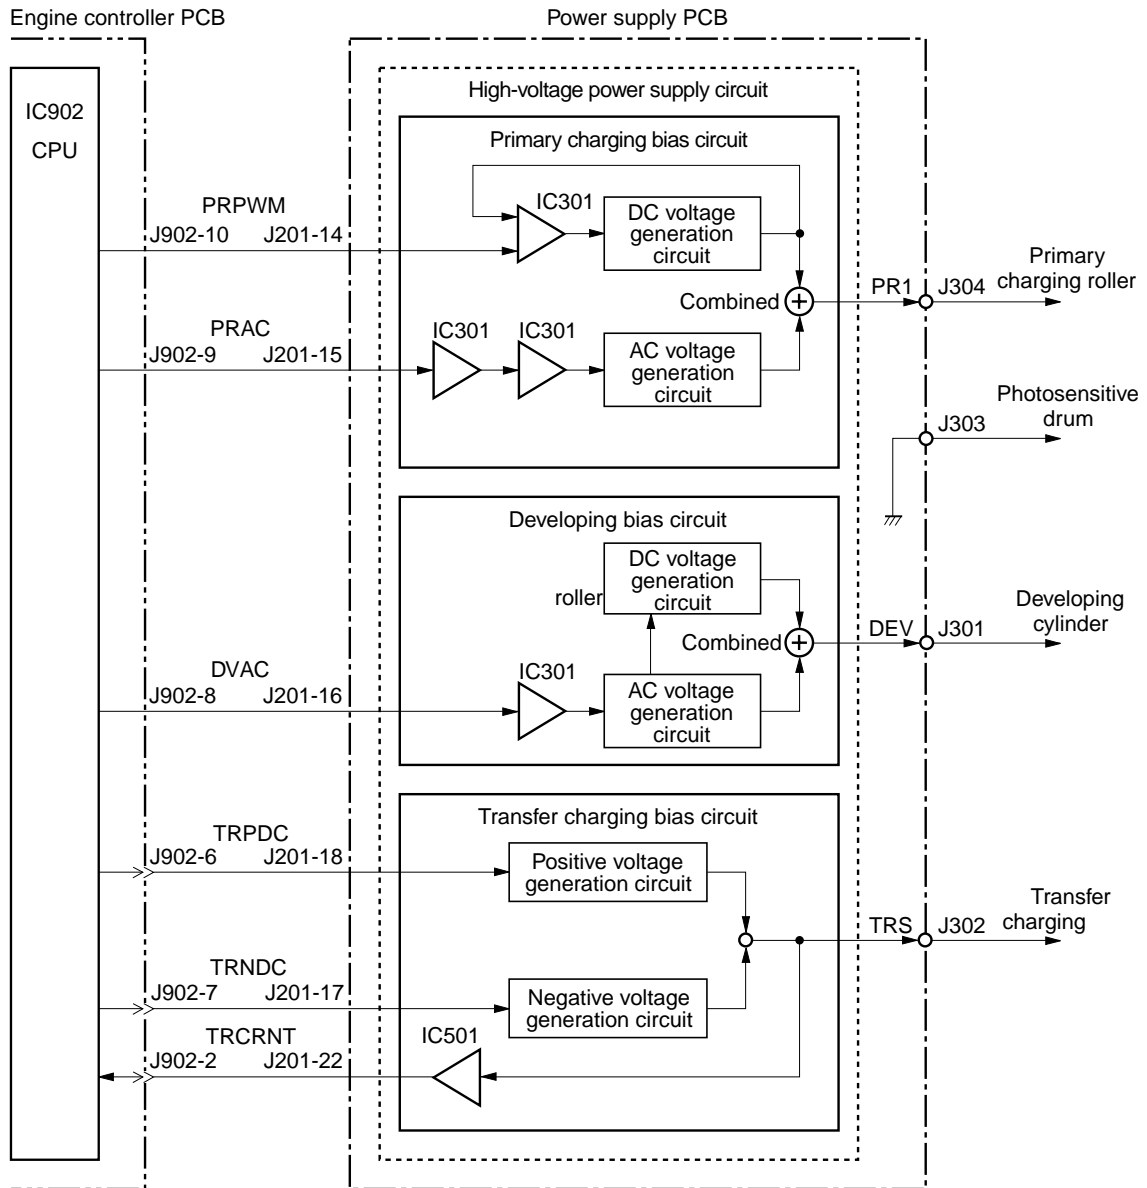 Engine controller PCB
Power supply PCB
IC902
CPU
High-voltage power supply circuit
Primary charging bias circuit
IC301
DC voltage
generation
circuit
PRPWM
J902-10 J201-14
Combined
PR1
J304
Primary
charging roller
PRAC
J902-9 J201-15
IC301
IC301
AC voltage
generation
circuit
Photosensitive
drum
J303
Developing bias circuit
DC voltage
generation
circuit
roller
Combined
DEV
J301
Developing
cylinder
DVAC
J902-8 J201-16
IC301
AC voltage
generation
circuit
Transfer charging bias circuit
TRPDC
J902-6 J201-18
Positive voltage
generation circuit
TRS
J302
Transfer
charging
TRNDC
J902-7 J201-17
Negative voltage
generation circuit
TRCRNT
J902-2 J201-22
IC501